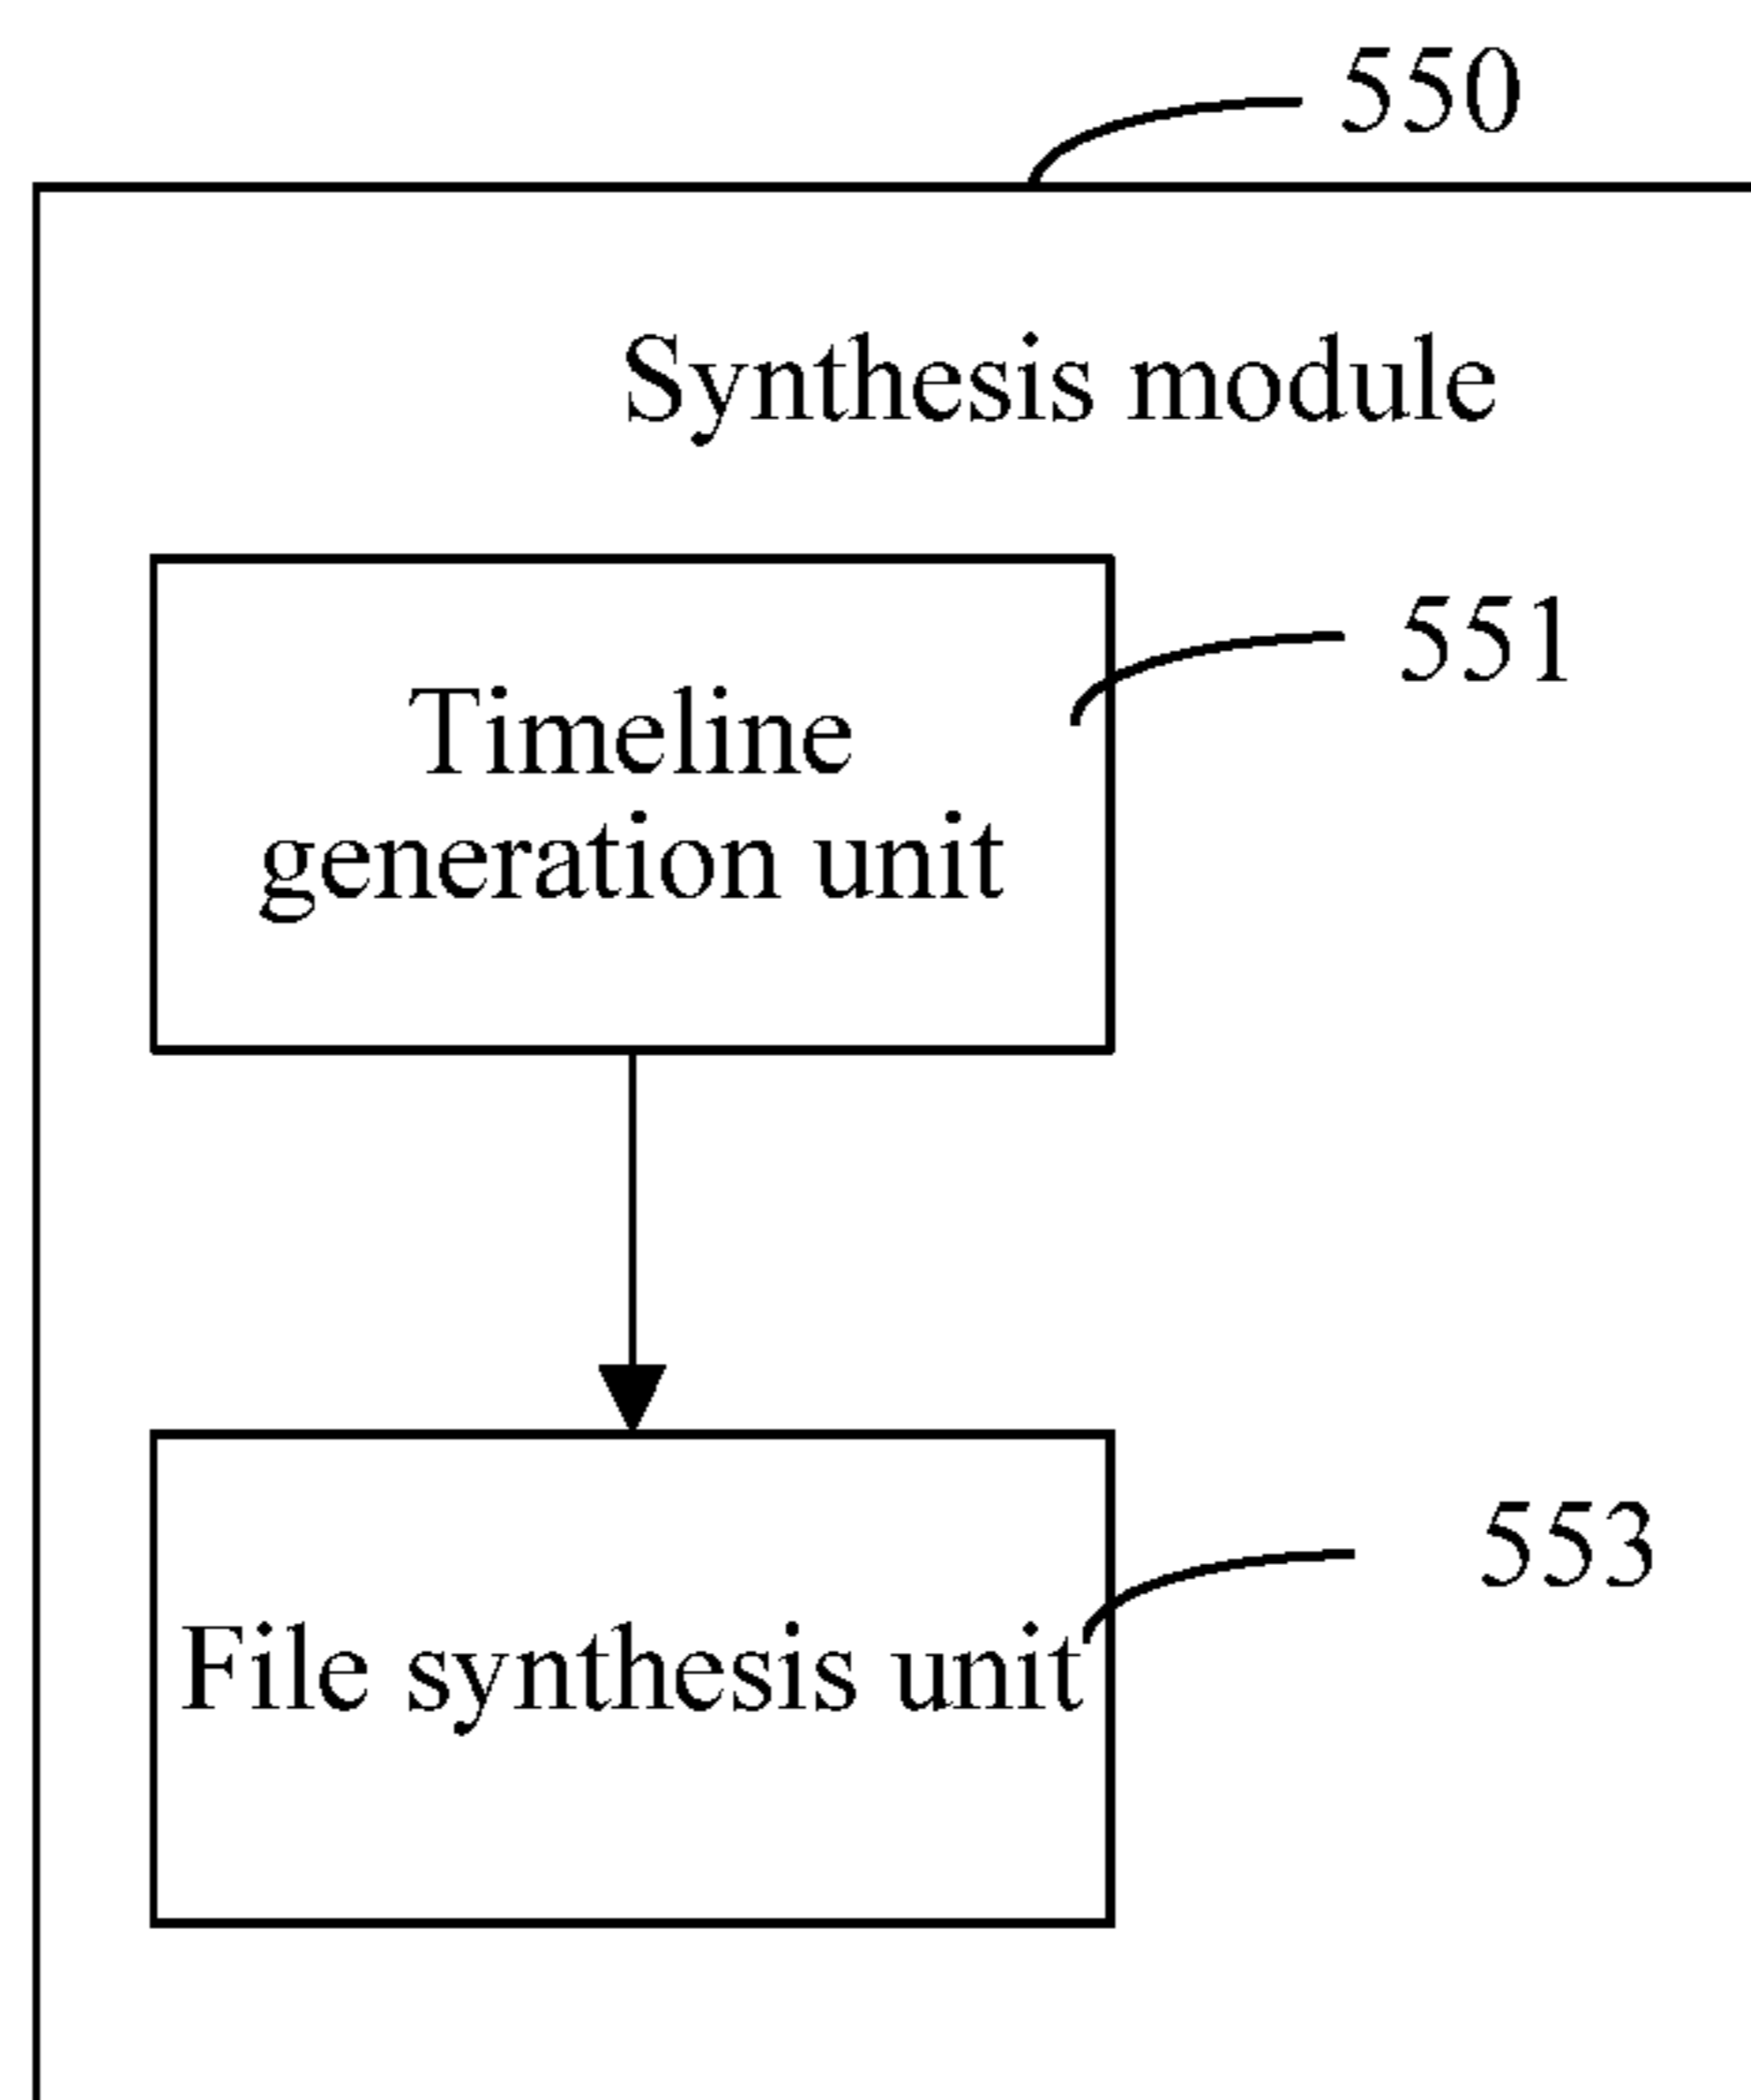 550
Synthesis module
551
Timeline
generation unit
553
File synthesis unit